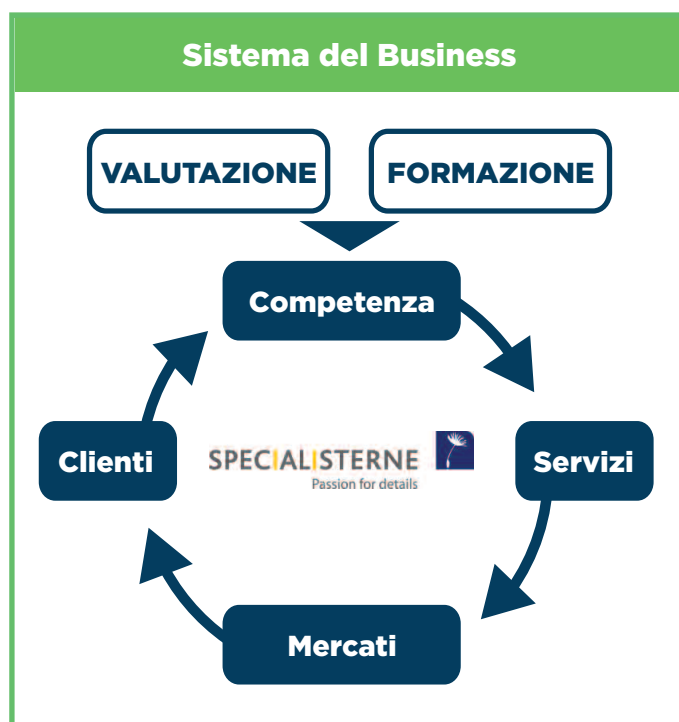 Sistema del Business
VALUTAZIONE
FORMAZIONE
Competenza
Clienti
SPECIALISTERNE
Passion for details
Servizi
Mercati